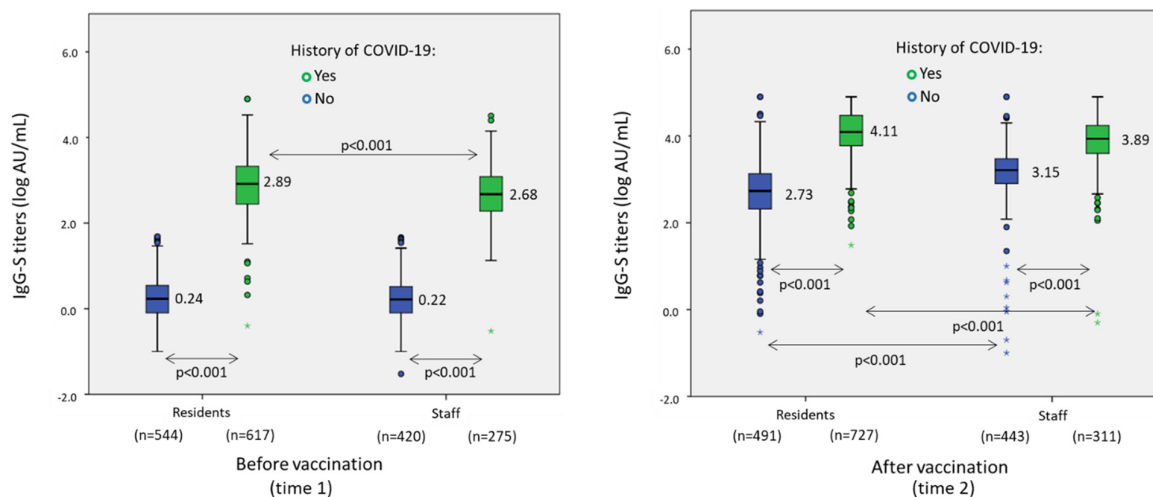 6.0
4.0
2.0
0.0
-2.0
IgG-S titers (log AU/mL)
History of COVID-19:
Yes
No
2.89
p<0.001
2.68
0.24
0.22
p<0.001
p<0.001
Residents
Staff
(n=544)
(n=617)
(n=420)
(n=275)
Before vaccination
(time 1)
6.0
4.0
2.0
0.0
-2.0
IgG-S titers (log AU/mL)
History of COVID-19:
Yes
No
4.11
3.89
2.73
3.15
p<0.001
p<0.001
p<0.001
p<0.001
Residents
Staff
(n=491)
(n=727)
(n=443)
(n=311)
After vaccination
(time 2)